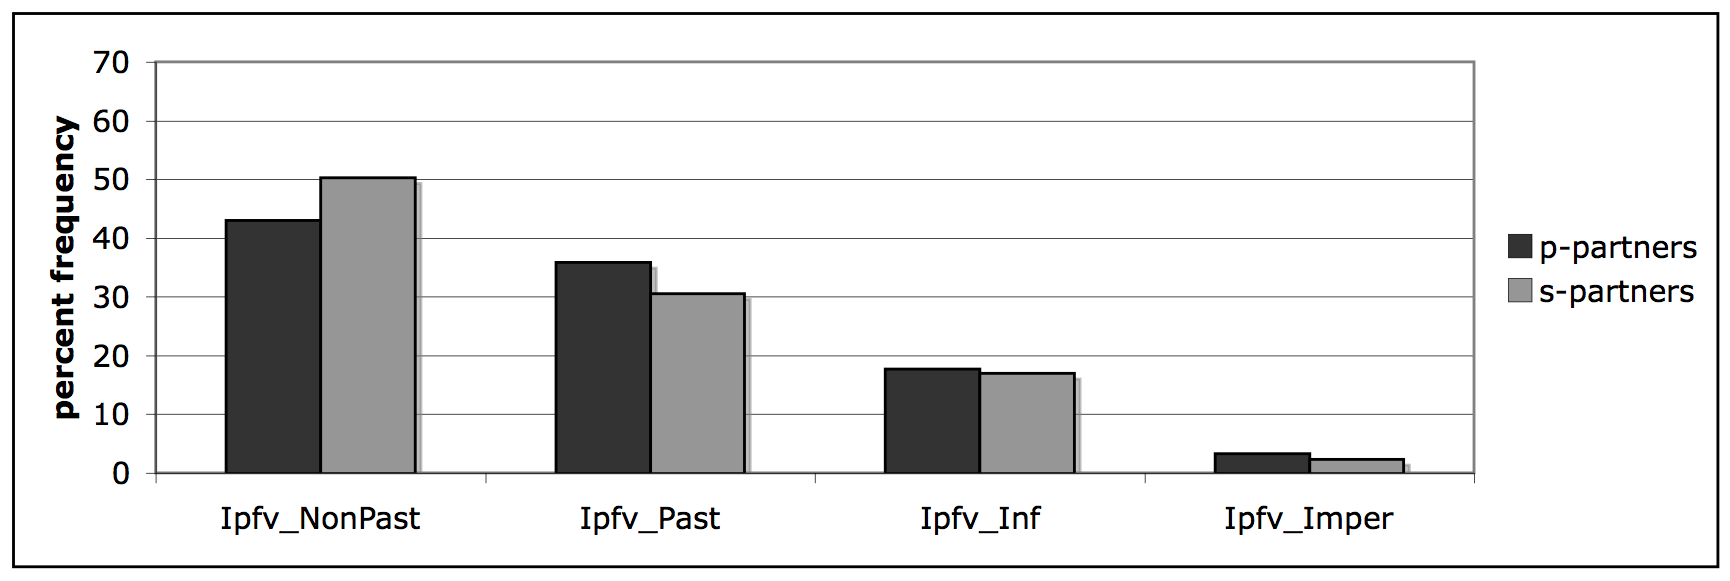 percent frequency
70
60
50
40
30
20
10
0
Ipfv_NonPast
Ipfv_Past
Ipfv_Inf
Ipfv_Imper
p-partners
s-partners